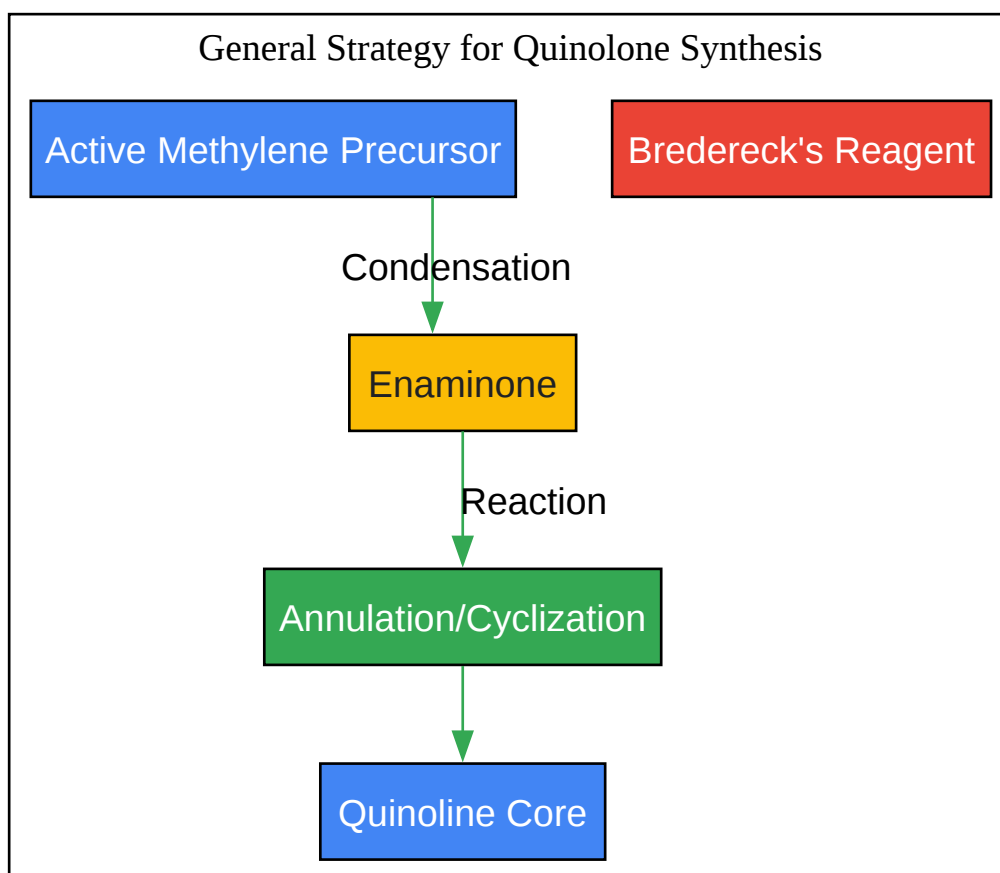 General Strategy for Quinolone Synthesis
Active Methylene Precursor
Bredereck's Reagent
Condensation
Enaminone
Reaction
Annulation/Cyclization
Quinoline Core